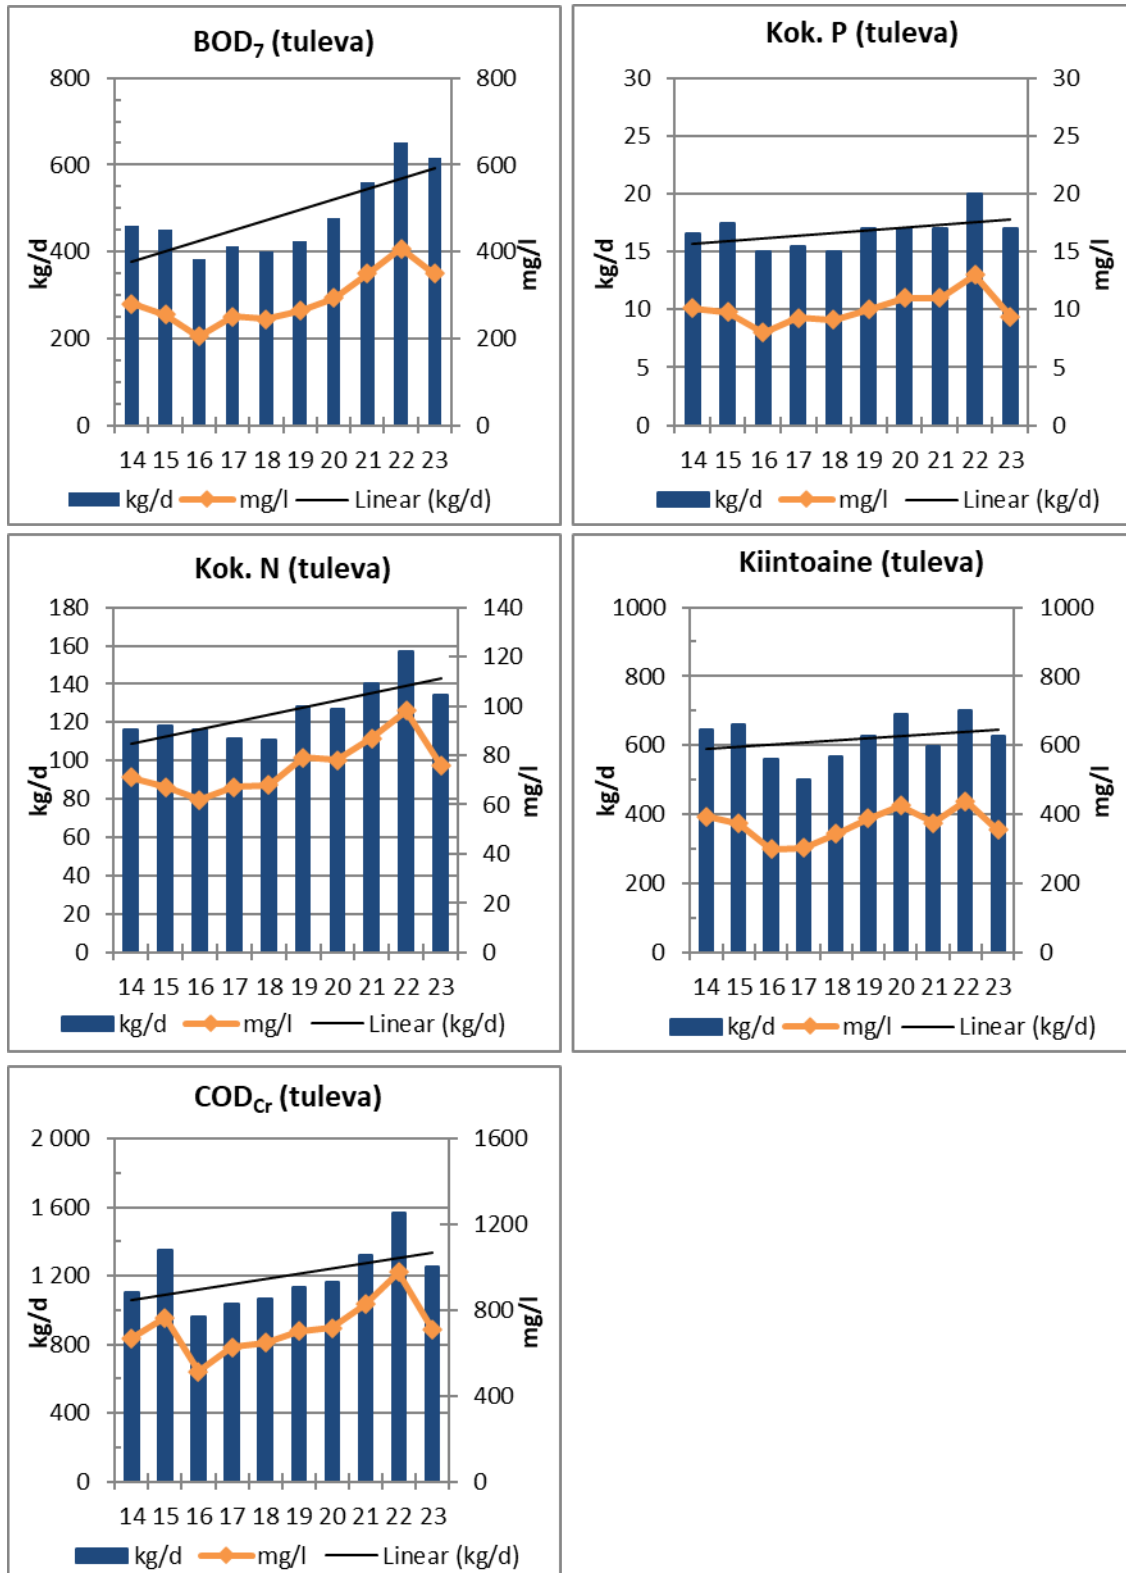 BOD₇ (tuleva)
800
600
400
200
0
kg/d
800
600
400
200
0
mg/l
14 15 16 17 18 19 20 21 22 23
kg/d mg/l Linear (kg/d)
Kok. P (tuleva)
30
25
20
15
10
5
0
kg/d
30
25
20
15
10
5
0
mg/l
14 15 16 17 18 19 20 21 22 23
kg/d mg/l Linear (kg/d)
Kok. N (tuleva)
180
160
140
120
100
80
60
40
20
0
kg/d
140
120
100
80
60
40
20
0
mg/l
14 15 16 17 18 19 20 21 22 23
kg/d mg/l Linear (kg/d)
Kiintoaine (tuleva)
1000
800
600
400
200
0
kg/d
1000
800
600
400
200
0
mg/l
14 15 16 17 18 19 20 21 22 23
kg/d mg/l Linear (kg/d)
COD_Cr (tuleva)
2 000
1 600
1 200
800
400
0
kg/d
1600
1200
800
400
0
mg/l
14 15 16 17 18 19 20 21 22 23
kg/d mg/l Linear (kg/d)